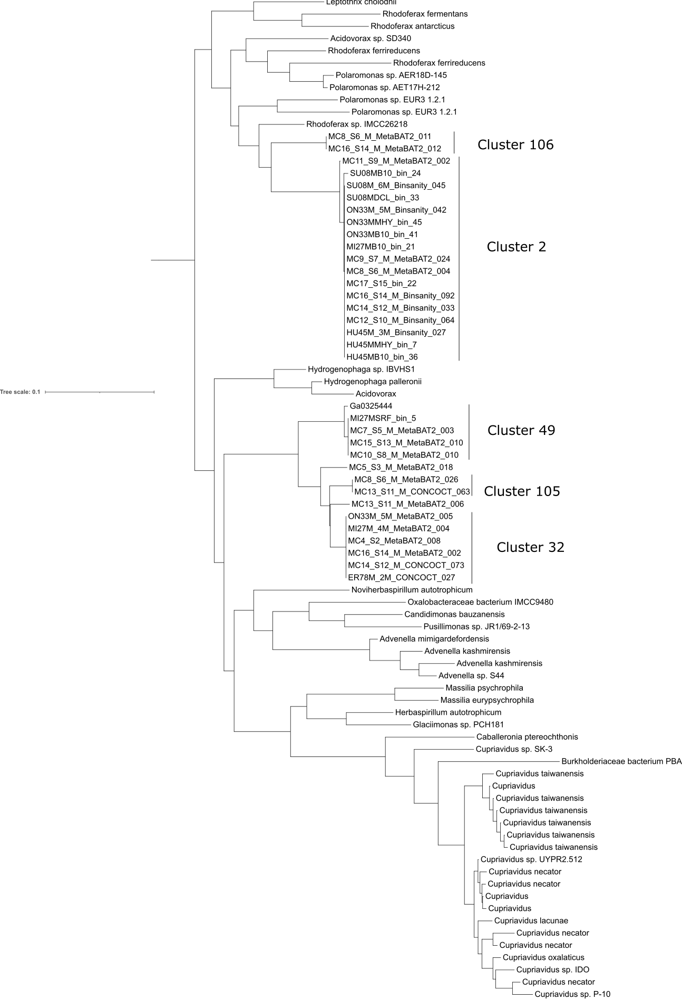 Leptothrix cholodnii
Rhodoferax fermentans
Rhodoferax antarcticus
Acidovorax sp. SD340
Rhodoferax ferrireducens
Rhodoferax ferrireducens
Polaromonas sp. AER18D-145
Polaromonas sp. AET17H-212
Polaromonas sp. EUR3 1.2.1
Polaromonas sp. EUR3 1.2.1
Rhodoferax sp. IMCC26218
MC8_S6_M_MetaBAT2_011
MC16_S14_M_MetaBAT2_012
Cluster 106
MC11_S9_M_MetaBAT2_002
SU08MB10_bin_24
SU08M_6M_Binsanity_045
SU08MDCL_bin_33
ON33M_5M_Binsanity_042
ON33MMHY_bin_45
ON33MB10_bin_41
MI27MB10_bin_21
Cluster 2
MC9_S7_M_MetaBAT2_024
MC8_S6_M_MetaBAT2_004
MC17_S15_bin_22
MC16_S14_M_Binsanity_092
MC14_S12_M_Binsanity_033
MC12_S10_M_Binsanity_064
HU45M_3M_Binsanity_027
HU45MMHY_bin_7
HU45MB10_bin_36
Hydrogenophaga sp. IBVHS1
Hydrogenophaga palleronii
Tree scale: 0.1
Acidovorax
Ga0325444
MI27MSRF_bin_5
MC7_S5_M_MetaBAT2_003
Cluster 49
MC15_S13_M_MetaBAT2_010
MC10_S8_M_MetaBAT2_010
MC5_S3_M_MetaBAT2_018
MC8_S6_M_MetaBAT2_026
MC13_S11_M_CONCOCT_063
Cluster 105
MC13_S11_M_MetaBAT2_006
ON33M_5M_MetaBAT2_005
MI27M_4M_MetaBAT2_004
MC4_S2_MetaBAT2_008
Cluster 32
MC16_S14_M_MetaBAT2_002
MC14_S12_M_CONCOCT_073
ER78M_2M_CONCOCT_027
Noviherbaspirillum autotrophicum
Oxalobacteraceae bacterium IMCC9480
Candidimonas bauzanensis
Pusillimonas sp. JR1/69-2-13
Advenella mimigardefordensis
Advenella kashmirensis
Advenella kashmirensis
Advenella sp. S44
Massilia psychrophila
Massilia eurypsychrophila
Herbaspirillum autotrophicum
Glaciimonas sp. PCH181
Caballeronia ptereochthonis
Cupriavidus sp. SK-3
Burkholderiaceae bacterium PBA
Cupriavidus taiwanensis
Cupriavidus
Cupriavidus taiwanensis
Cupriavidus taiwanensis
Cupriavidus taiwanensis
Cupriavidus taiwanensis
Cupriavidus taiwanensis
Cupriavidus sp. UYPR2.512
Cupriavidus necator
Cupriavidus necator
Cupriavidus
Cupriavidus
Cupriavidus lacunae
Cupriavidus necator
Cupriavidus necator
Cupriavidus oxalaticus
Cupriavidus sp. IDO
Cupriavidus necator
Cupriavidus sp. P-10